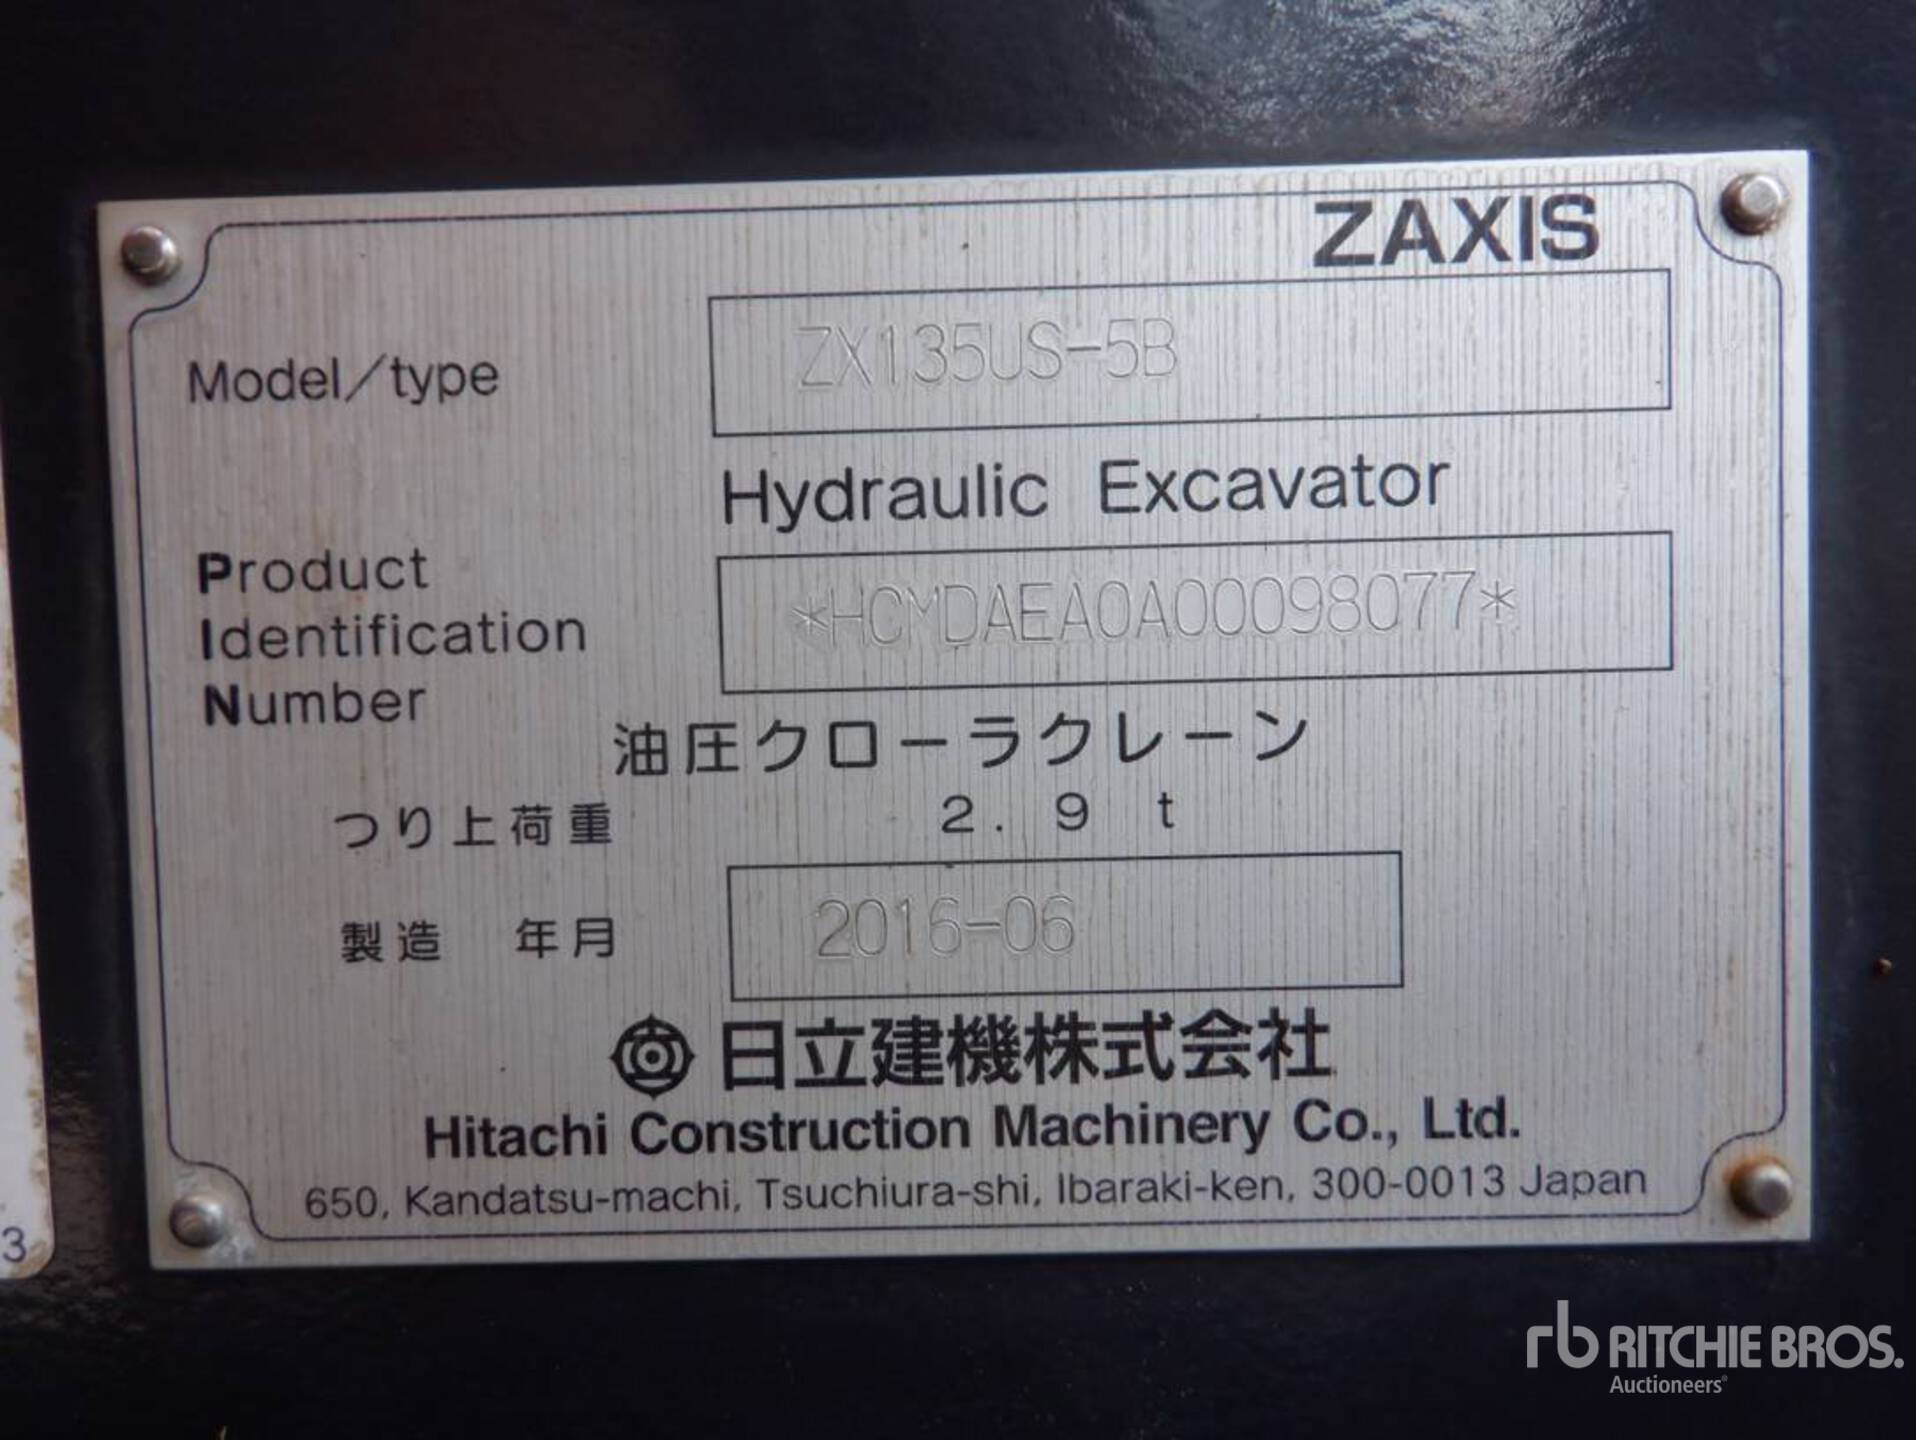 ZAXIS
Model/type ZX135US-5B
Hydraulic Excavator
Product
Identification
Number
*HCMDAEA0A00098077*
油圧クローラクレーン
つり上荷重 2.9 t
製造 年月 2016-06
日立建機株式会社
Hitachi Construction Machinery Co., Ltd.
650, Kandatsu-machi, Tsuchiura-shi, Ibaraki-ken, 300-0013 Japan
3
rb RITCHIE BROS.
Auctioneers®